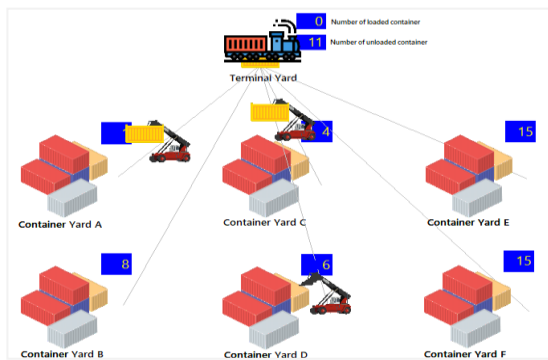 0 Number of loaded container
11 Number of unloaded container
Terminal Yard
4
15
Container Yard A
Container Yard C
Container Yard E
8
6
15
Container Yard B
Container Yard D
Container Yard F